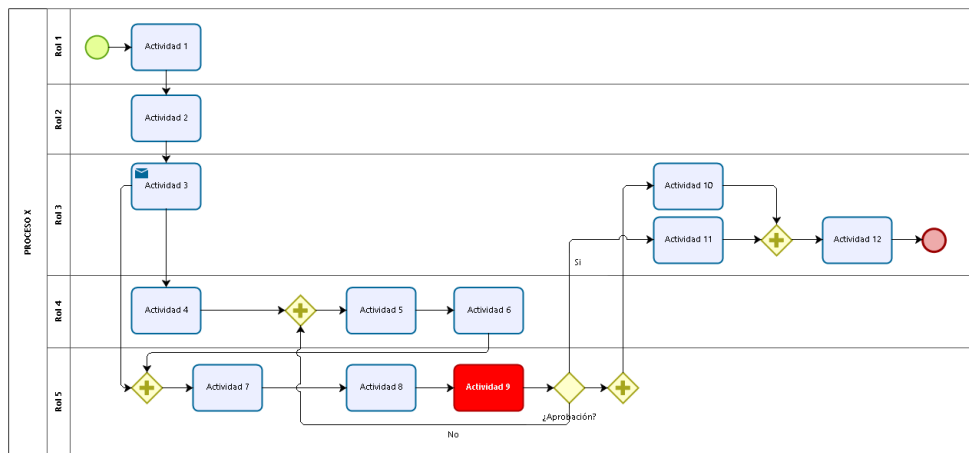 PROCESO X
Rol 1
Actividad 1
Rol 2
Actividad 2
Rol 3
Actividad 3
Actividad 10
Actividad 11
Actividad 12
Si
Rol 4
Actividad 4
Actividad 5
Actividad 6
Rol 5
Actividad 7
Actividad 8
Actividad 9
¿Aprobación?
No